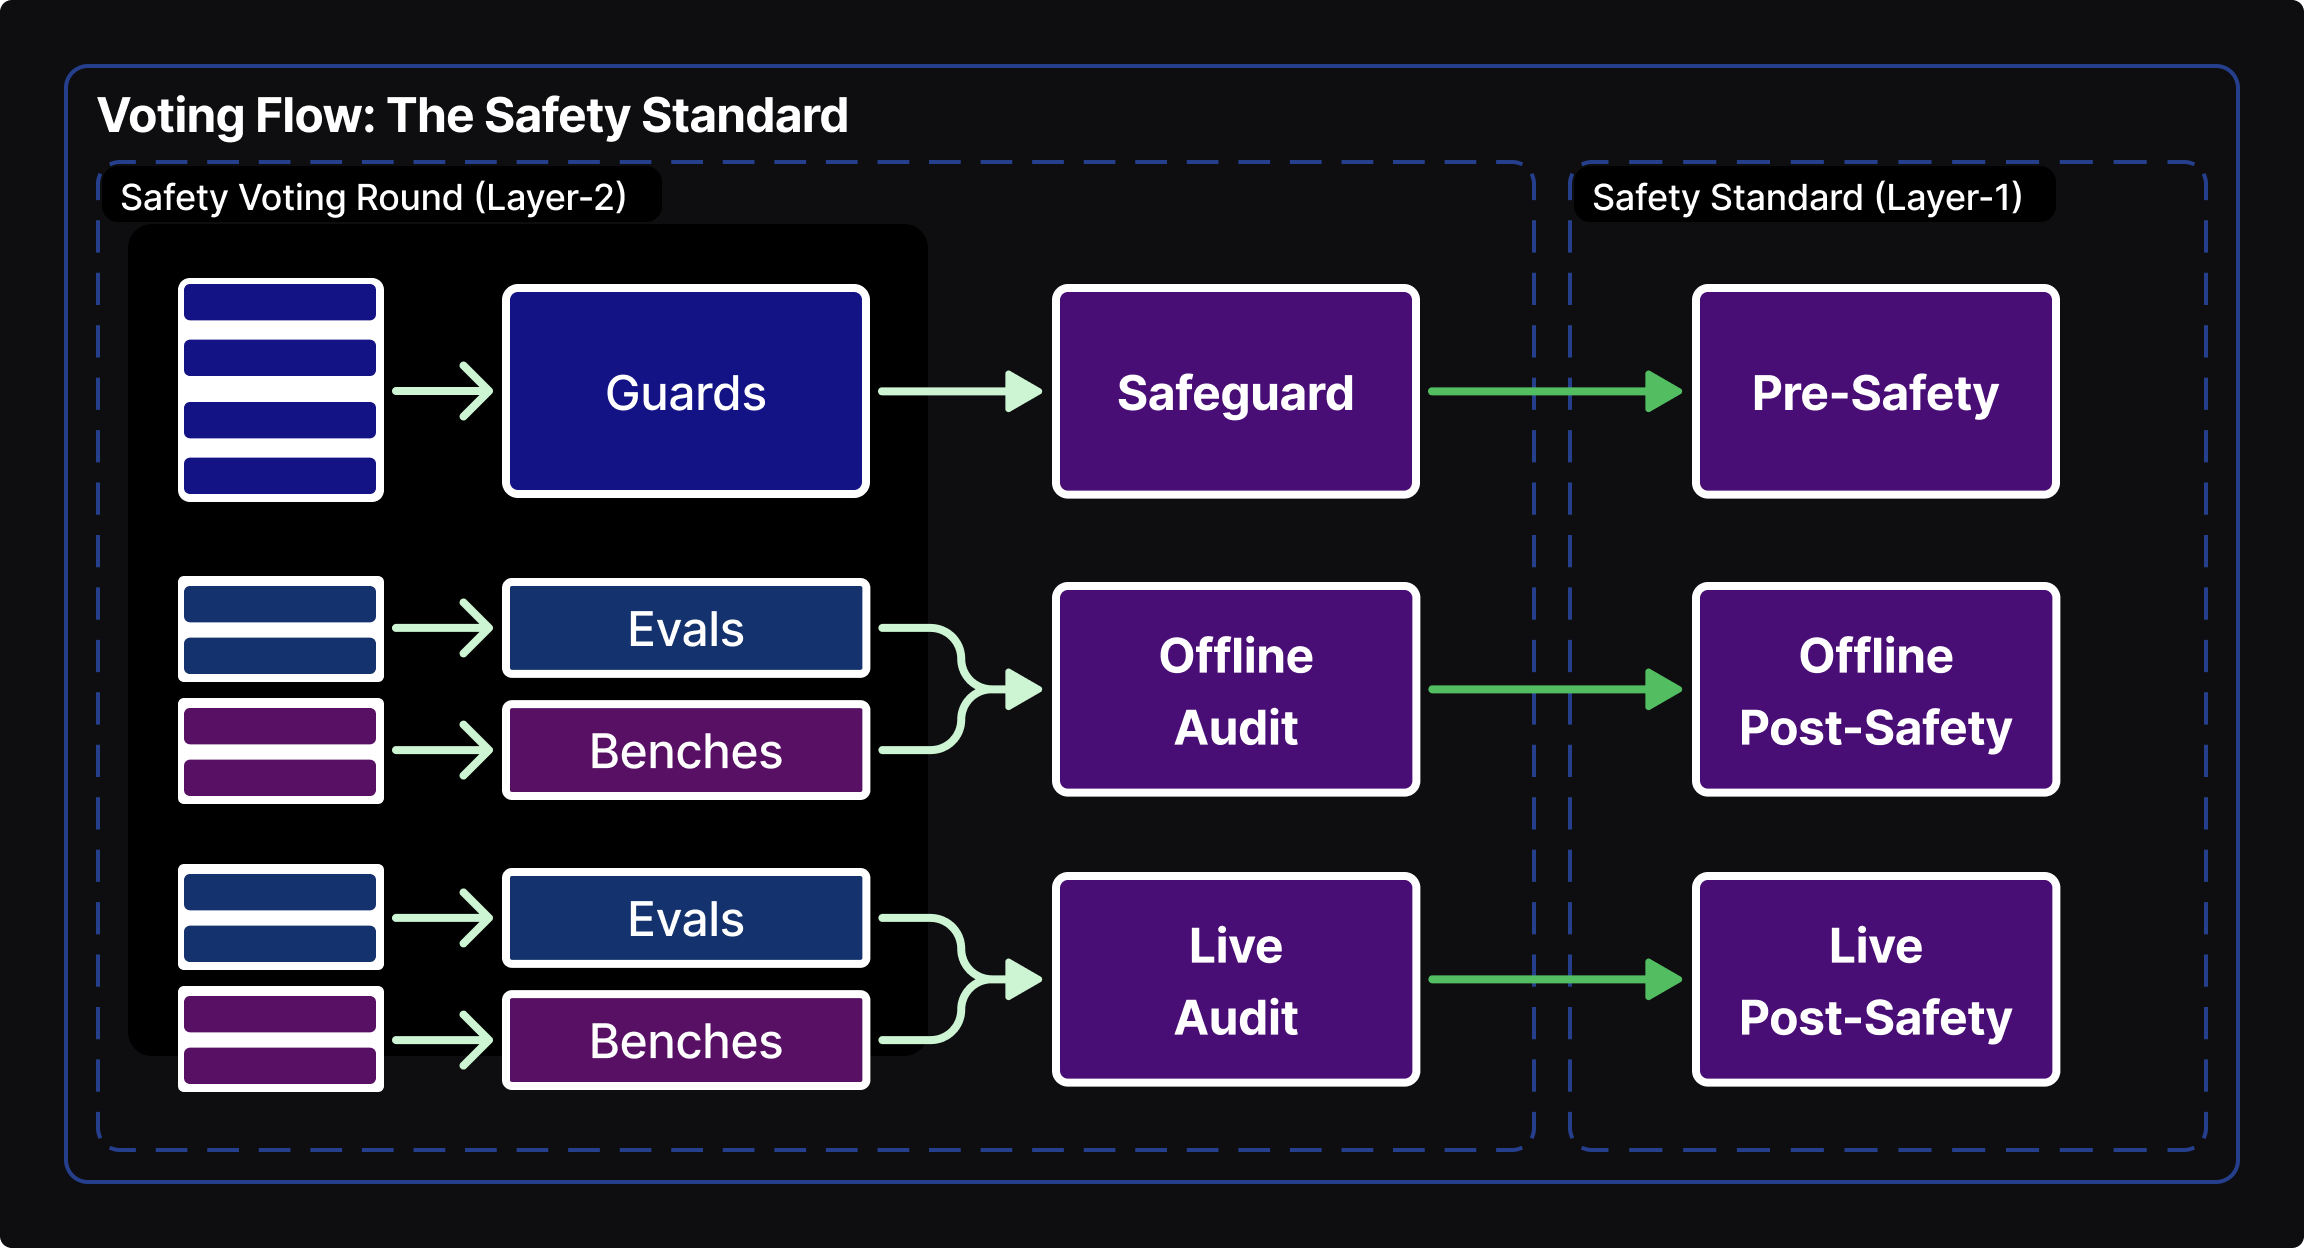 Voting Flow: The Safety Standard
Safety Voting Round (Layer-2)
Safety Standard (Layer-1)
Guards
Safeguard
Pre-Safety
Evals
Benches
Offline
Audit
Offline
Post-Safety
Evals
Benches
Live
Audit
Live
Post-Safety